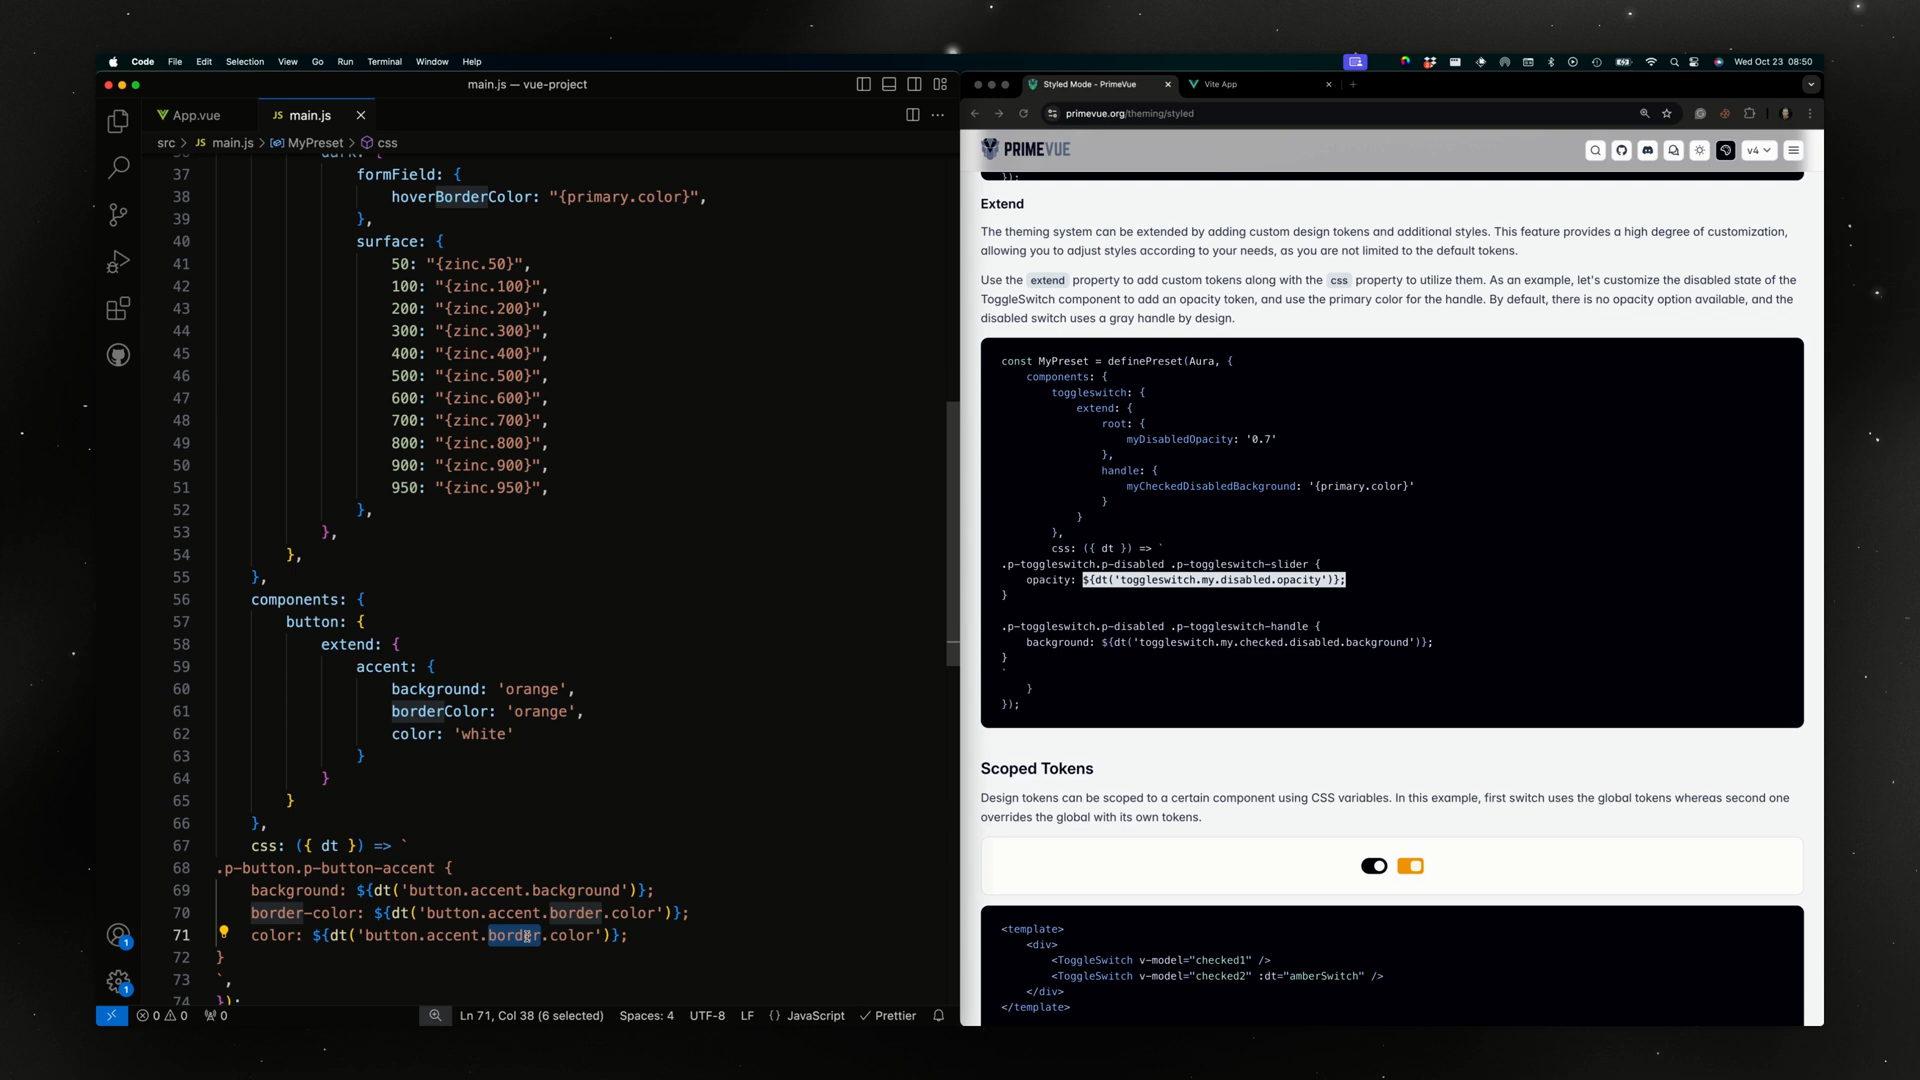 Code File Edit Selection View Go Run Terminal Window Help
Wed Oct 23 08:50
main.js — vue-project
App.vue
JS main.js
src > JS main.js > MyPreset > css
37 formField: {
38 hoverBorderColor: "{primary.color}",
39 },
40 surface: {
41 50: "{zinc.50}",
42 100: "{zinc.100}",
43 200: "{zinc.200}",
44 300: "{zinc.300}",
45 400: "{zinc.400}",
46 500: "{zinc.500}",
47 600: "{zinc.600}",
48 700: "{zinc.700}",
49 800: "{zinc.800}",
50 900: "{zinc.900}",
51 950: "{zinc.950}",
52 },
53 },
54 },
55 },
56 components: {
57 button: {
58 extend: {
59 accent: {
60 background: 'orange',
61 borderColor: 'orange',
62 color: 'white'
63 }
64 }
65 }
66 },
67 css: ({ dt }) => `
68 .p-button.p-button-accent {
69 background: ${dt('button.accent.background')};
70 border-color: ${dt('button.accent.border.color')};
71 color: ${dt('button.accent.border.color')};
72 }
73 `,
74 });
1
1
0 0 0
Ln 71, Col 38 (6 selected) Spaces: 4 UTF-8 LF {} JavaScript Prettier
Styled Mode - PrimeVue
Vite App
primevue.org/theming/styled
PRIMEVUE
v4
});
Extend
The theming system can be extended by adding custom design tokens and additional styles. This feature provides a high degree of customization,
allowing you to adjust styles according to your needs, as you are not limited to the default tokens.
Use the extend property to add custom tokens along with the css property to utilize them. As an example, let's customize the disabled state of the
ToggleSwitch component to add an opacity token, and use the primary color for the handle. By default, there is no opacity option available, and the
disabled switch uses a gray handle by design.
const MyPreset = definePreset(Aura, {
components: {
toggleswitch: {
extend: {
root: {
myDisabledOpacity: '0.7'
},
handle: {
myCheckedDisabledBackground: '{primary.color}'
}
}
},
css: ({ dt }) => `
.p-toggleswitch.p-disabled .p-toggleswitch-slider {
opacity: ${dt('toggleswitch.my.disabled.opacity')};
}
.p-toggleswitch.p-disabled .p-toggleswitch-handle {
background: ${dt('toggleswitch.my.checked.disabled.background')};
}
`
}
});
Scoped Tokens
Design tokens can be scoped to a certain component using CSS variables. In this example, first switch uses the global tokens whereas second one
overrides the global with its own tokens.
<template>
<div>
<ToggleSwitch v-model="checked1" />
<ToggleSwitch v-model="checked2" :dt="amberSwitch" />
</div>
</template>